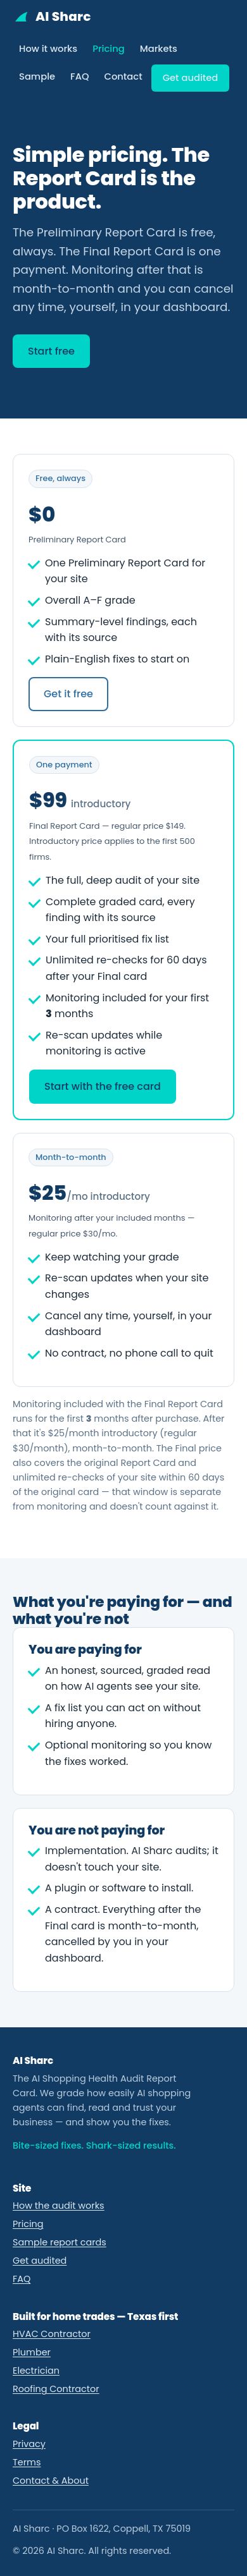 AI Sharc
How it works
Pricing
Markets
Sample
FAQ
Contact
Get audited
Simple pricing. The
Report Card is the
product.
The Preliminary Report Card is free,
always. The Final Report Card is one
payment. Monitoring after that is
month-to-month and you can cancel
any time, yourself, in your dashboard.
Start free
Free, always
$0
Preliminary Report Card
One Preliminary Report Card for
your site
Overall A–F grade
Summary-level findings, each
with its source
Plain-English fixes to start on
Get it free
One payment
$99 introductory
Final Report Card — regular price $149.
Introductory price applies to the first 500
firms.
The full, deep audit of your site
Complete graded card, every
finding with its source
Your full prioritised fix list
Unlimited re-checks for 60 days
after your Final card
Monitoring included for your first
3 months
Re-scan updates while
monitoring is active
Start with the free card
Month-to-month
$25/mo introductory
Monitoring after your included months —
regular price $30/mo.
Keep watching your grade
Re-scan updates when your site
changes
Cancel any time, yourself, in your
dashboard
No contract, no phone call to quit
Monitoring included with the Final Report Card
runs for the first 3 months after purchase. After
that it's $25/month introductory (regular
$30/month), month-to-month. The Final price
also covers the original Report Card and
unlimited re-checks of your site within 60 days
of the original card — that window is separate
from monitoring and doesn't count against it.
What you're paying for — and
what you're not
You are paying for
An honest, sourced, graded read
on how AI agents see your site.
A fix list you can act on without
hiring anyone.
Optional monitoring so you know
the fixes worked.
You are not paying for
Implementation. AI Sharc audits; it
doesn't touch your site.
A plugin or software to install.
A contract. Everything after the
Final card is month-to-month,
cancelled by you in your
dashboard.
AI Sharc
The AI Shopping Health Audit Report
Card. We grade how easily AI shopping
agents can find, read and trust your
business — and show you the fixes.
Bite-sized fixes. Shark-sized results.
Site
How the audit works
Pricing
Sample report cards
Get audited
FAQ
Built for home trades — Texas first
HVAC Contractor
Plumber
Electrician
Roofing Contractor
Legal
Privacy
Terms
Contact & About
AI Sharc · PO Box 1622, Coppell, TX 75019
© 2026 AI Sharc. All rights reserved.